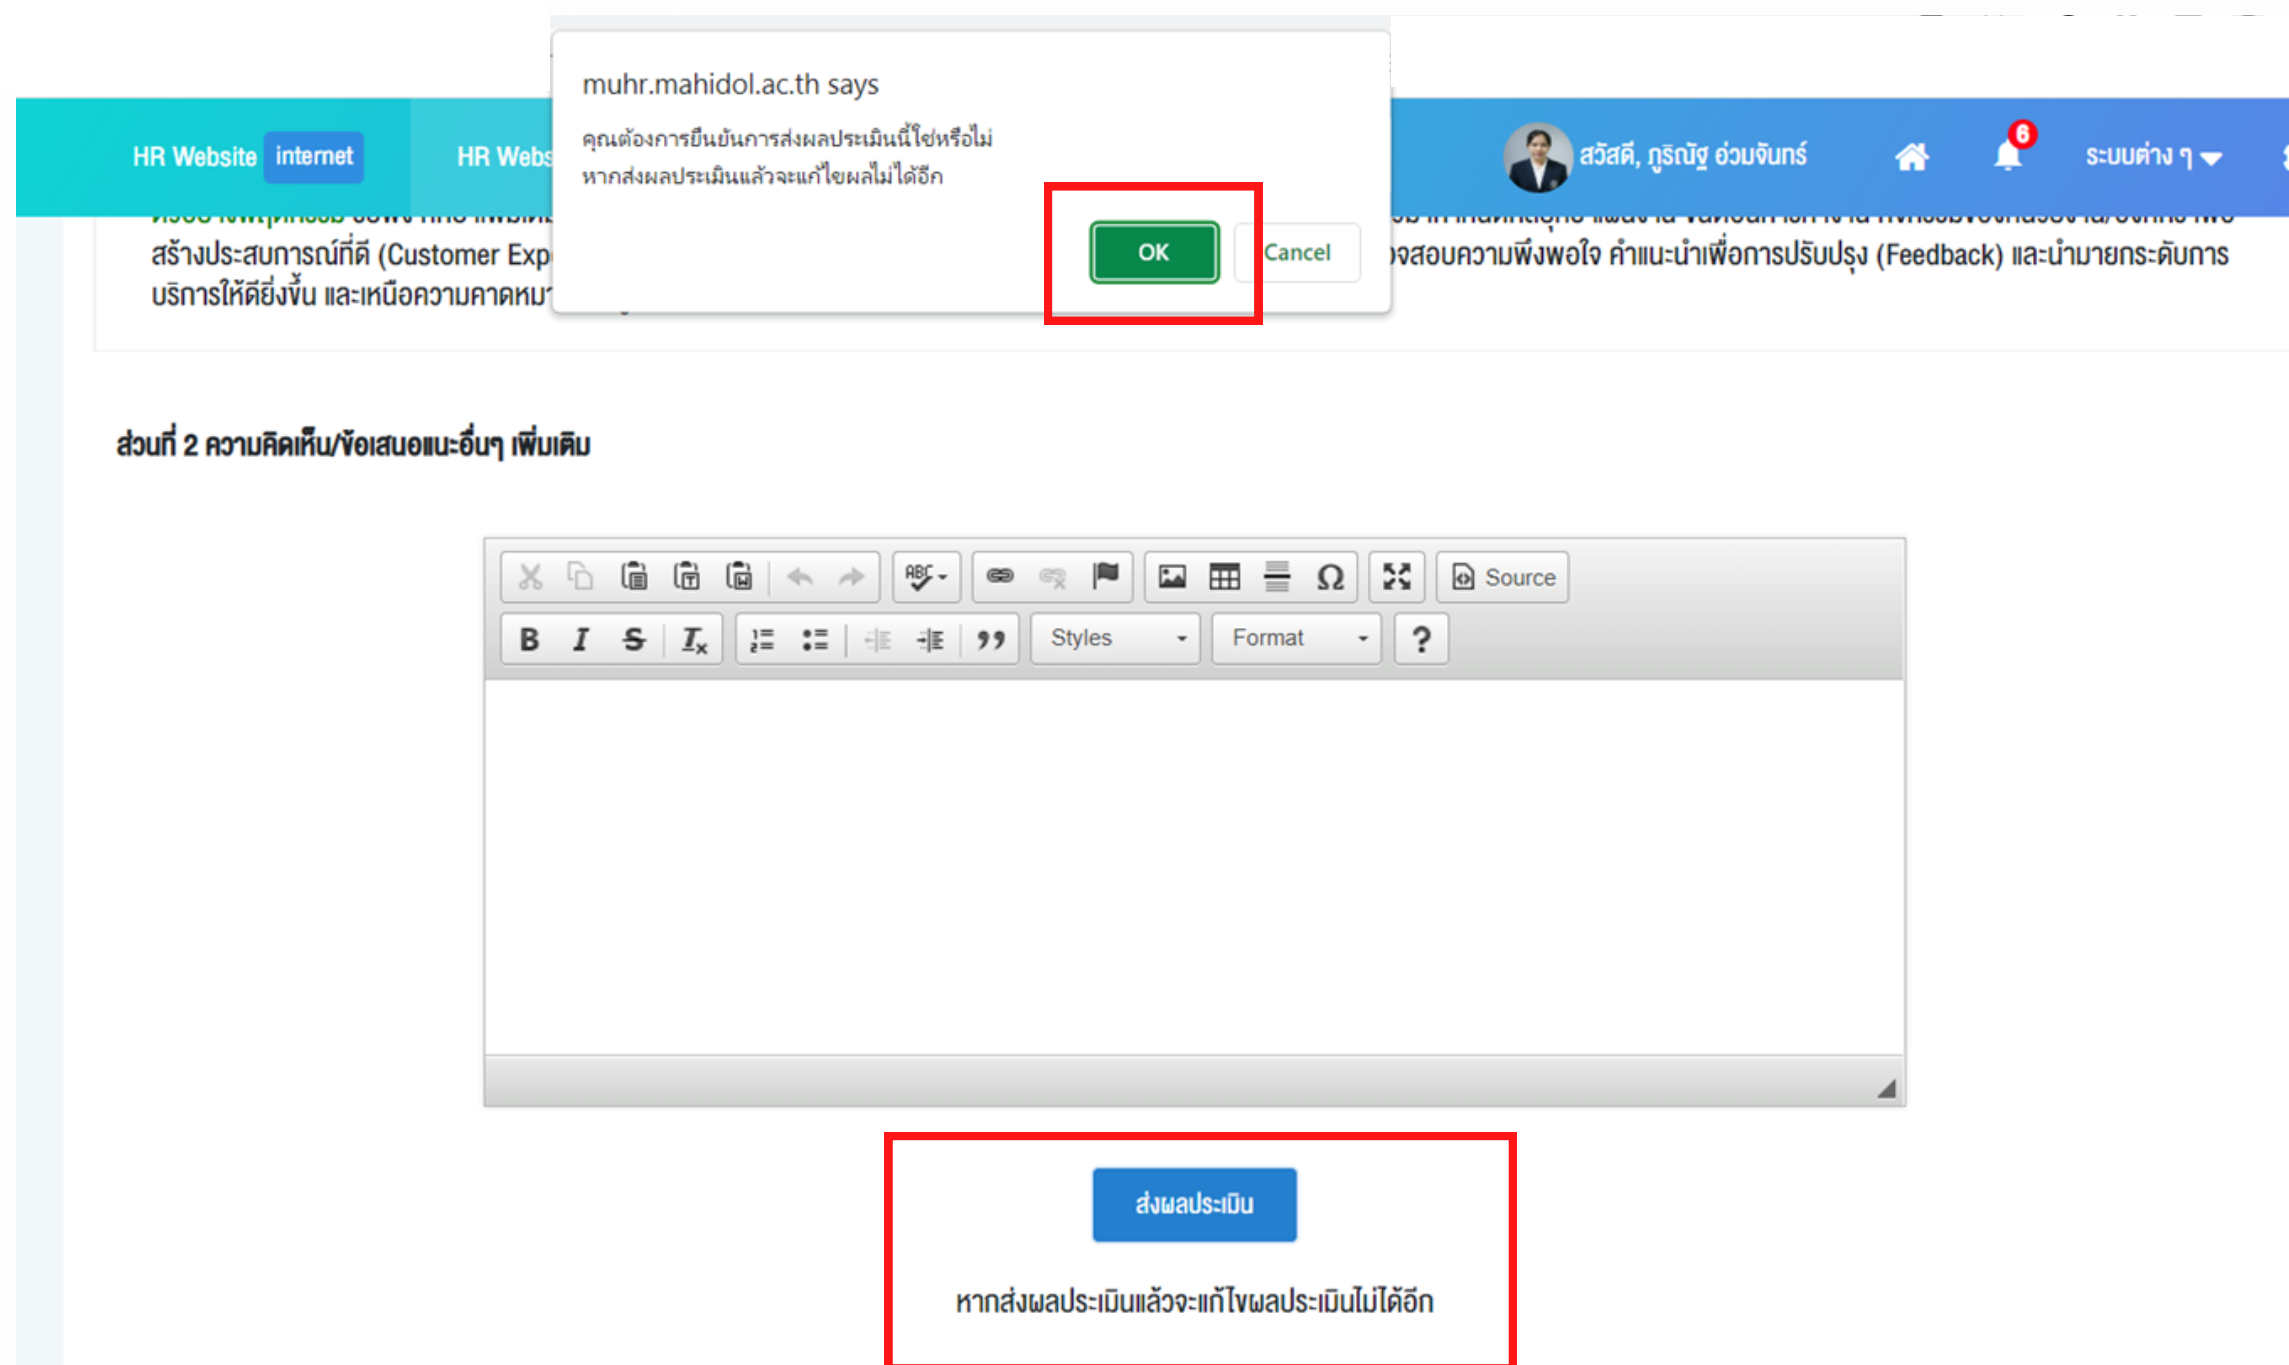 muhr.mahidol.ac.th says
คุณต้องการยืนยันการส่งผลประเมินนี้ใช่หรือไม่
หากส่งผลประเมินแล้วจะแก้ไขผลไม่ได้อีก
OK Cancel
HR Website internet HR Webs สวัสดี, ภูริณัฐ อ่วมจันทร์ 6 ระบบต่าง ๆ
สร้างประสบการณ์ที่ดี (Customer Exp จสอบความพึงพอใจ คำแนะนำเพื่อการปรับปรุง (Feedback) และนำมายกระดับการ
บริการให้ดียิ่งขึ้น และเหนือความคาดหมา
ส่วนที่ 2 ความคิดเห็น/ข้อเสนอแนะอื่นๆ เพิ่มเติม
ABC Ω Source
B I S Ix Styles Format ?
ส่งผลประเมิน
หากส่งผลประเมินแล้วจะแก้ไขผลประเมินไม่ได้อีก